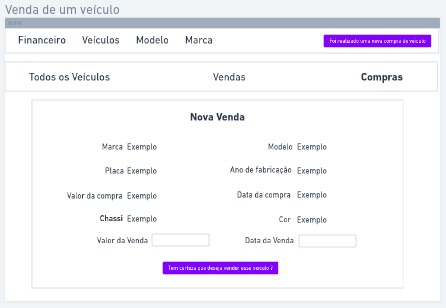 Venda de um veículo
Financeiro Veículos Modelo Marca Foi realizado uma nova compra de veículo
Todos os Veículos Vendas Compras
Nova Venda
Marca Exemplo Modelo Exemplo
Placa Exemplo Ano de fabricação Exemplo
Valor da compra Exemplo Data da compra Exemplo
Chassi Exemplo Cor Exemplo
Valor da Venda Data da Venda
Tem certeza que deseja vender esse veículo ?